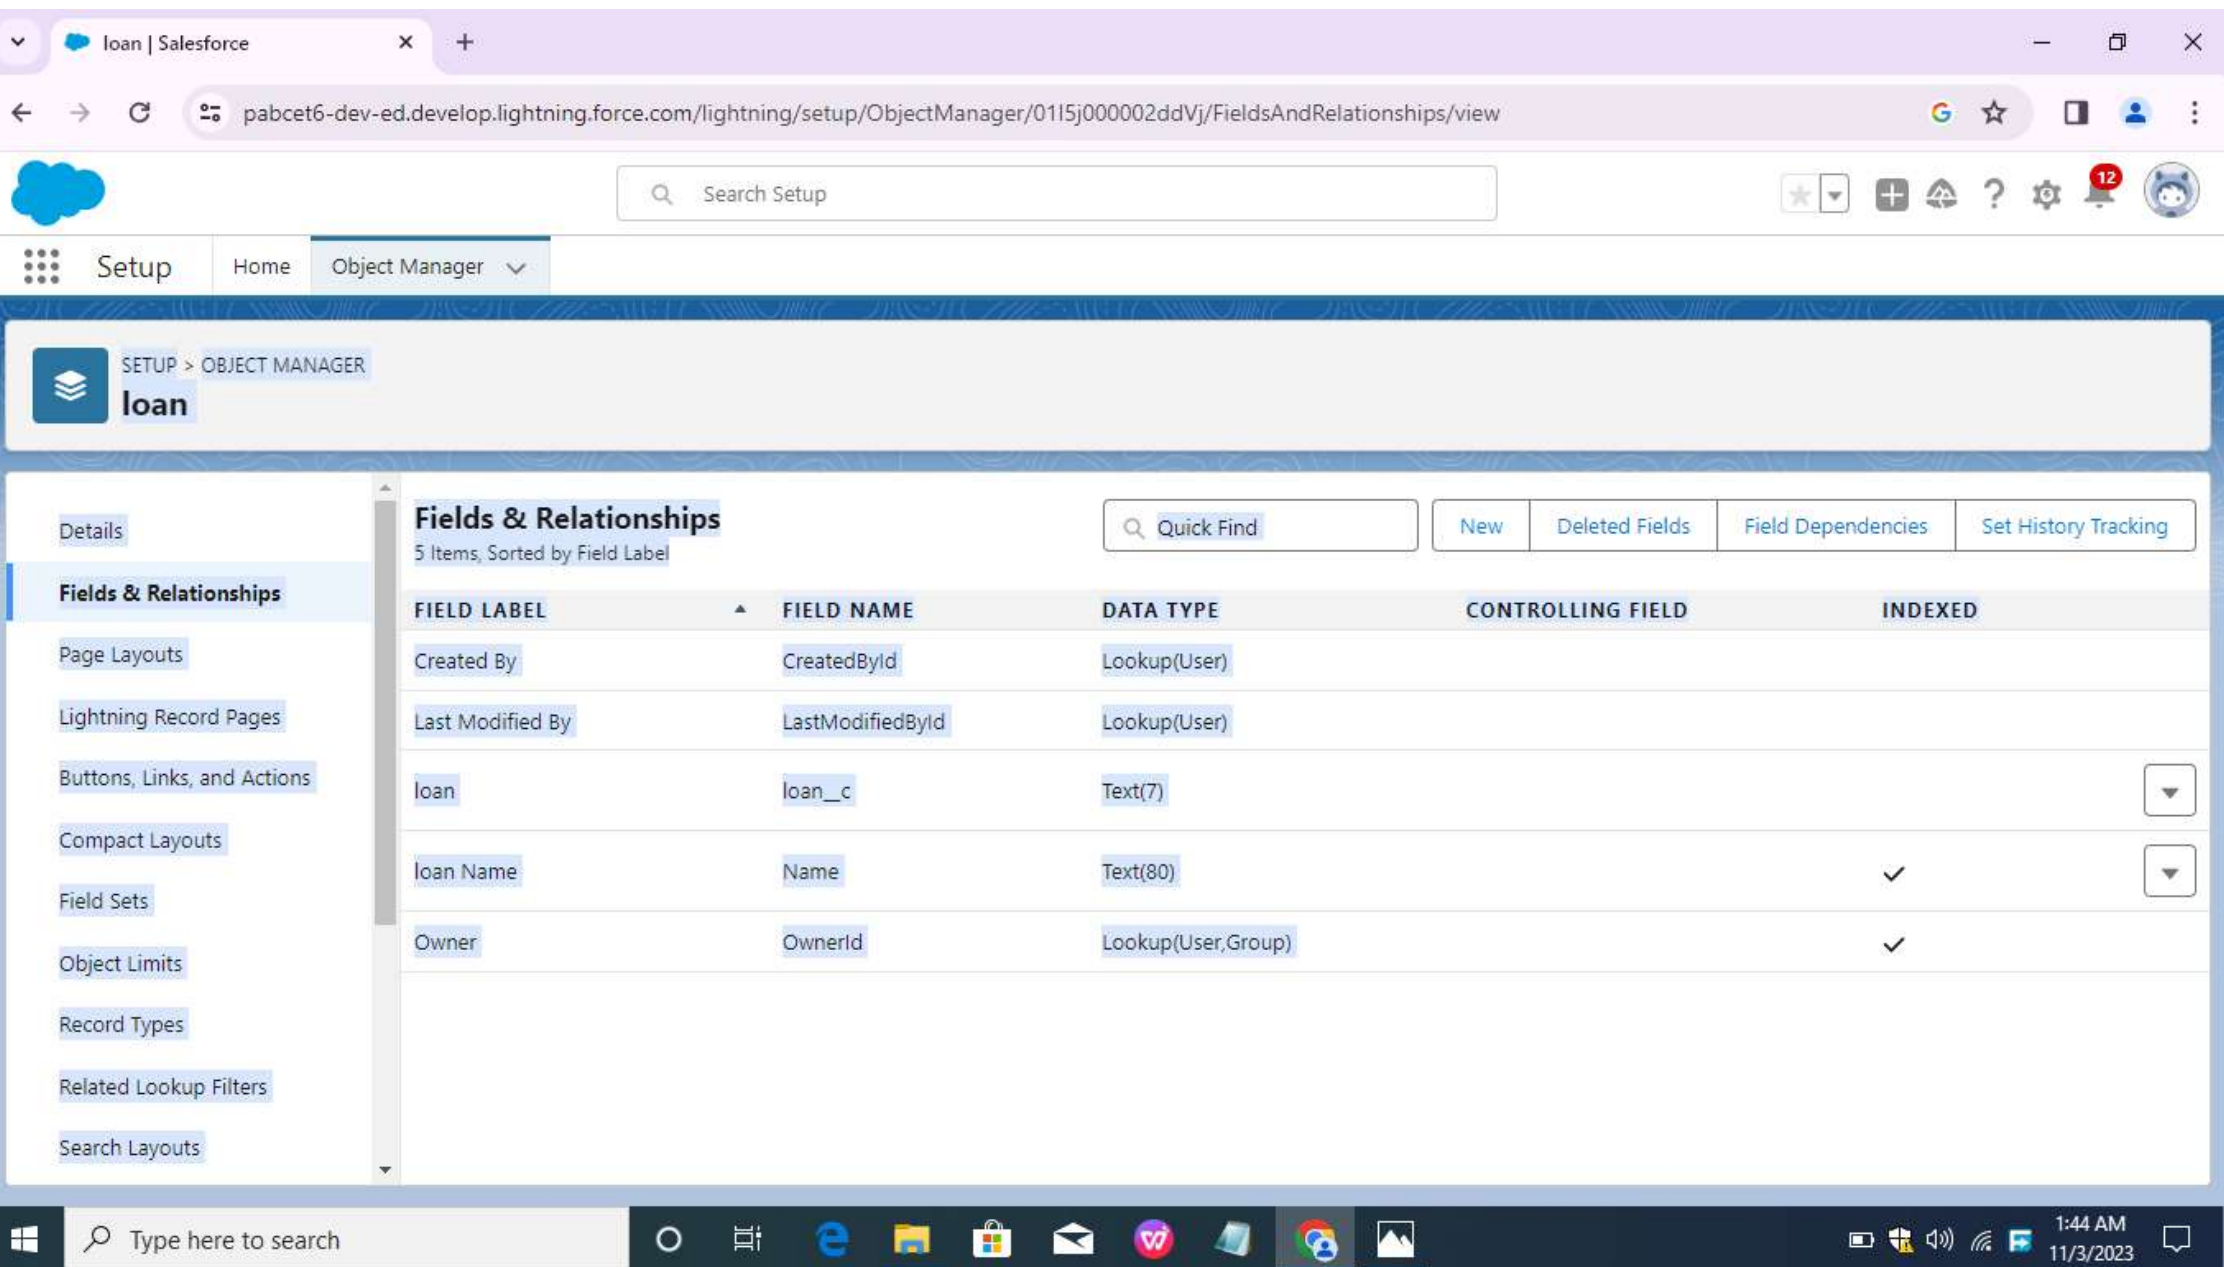 loan | Salesforce
pabcet6-dev-ed.develop.lightning.force.com/lightning/setup/ObjectManager/01I5j000002ddVj/FieldsAndRelationships/view
Search Setup
12
Setup Home Object Manager
SETUP > OBJECT MANAGER
loan
Details
Fields & Relationships
Page Layouts
Lightning Record Pages
Buttons, Links, and Actions
Compact Layouts
Field Sets
Object Limits
Record Types
Related Lookup Filters
Search Layouts
Fields & Relationships
5 Items, Sorted by Field Label
Quick Find New Deleted Fields Field Dependencies Set History Tracking
FIELD LABEL FIELD NAME DATA TYPE CONTROLLING FIELD INDEXED
Created By CreatedById Lookup(User)
Last Modified By LastModifiedById Lookup(User)
loan loan__c Text(7)
loan Name Name Text(80)
Owner OwnerId Lookup(User,Group)
Type here to search
1:44 AM
11/3/2023